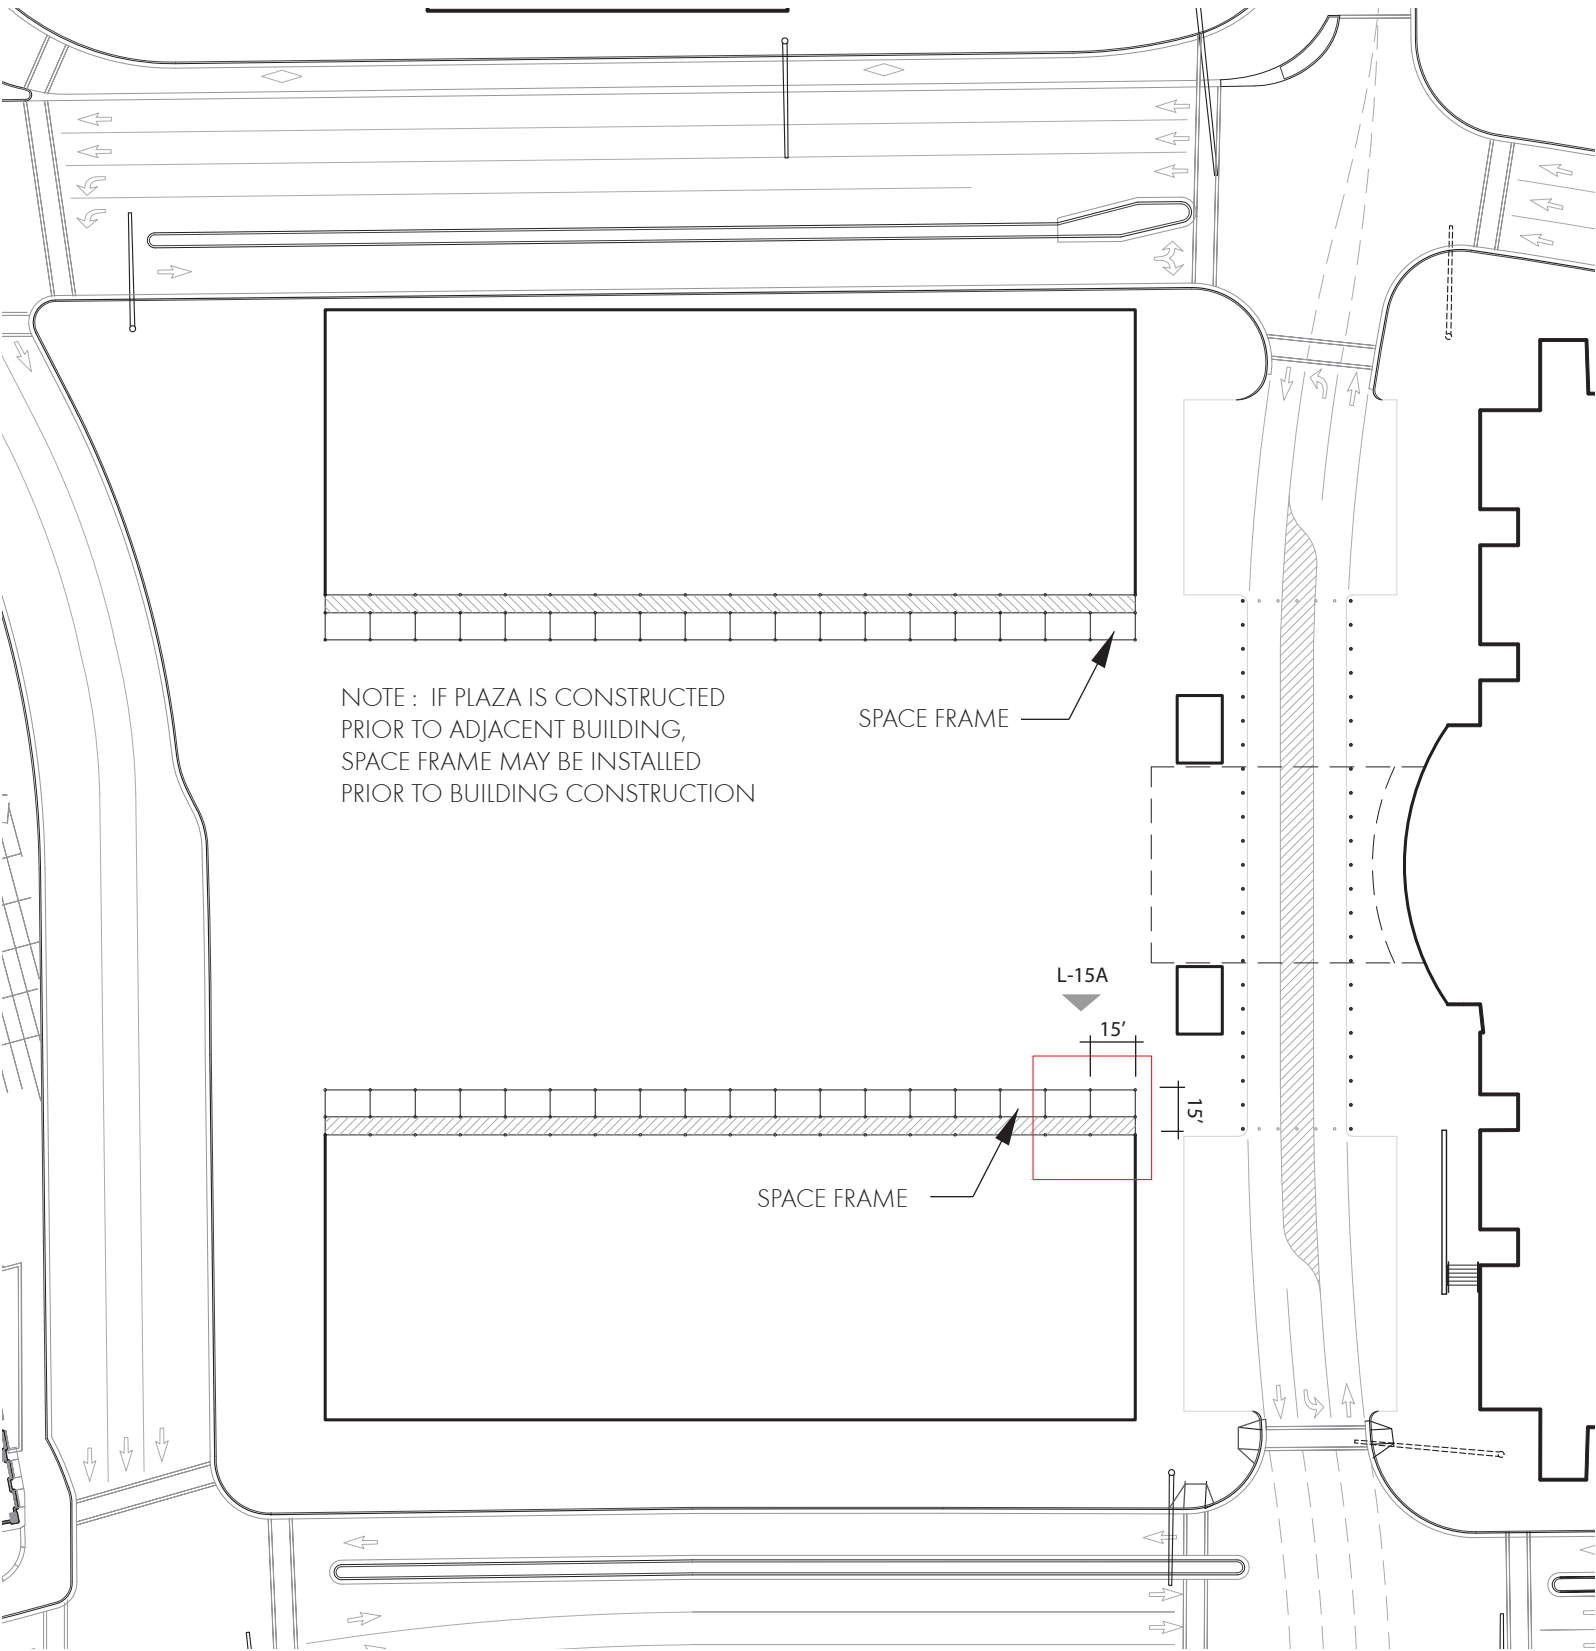 NOTE : IF PLAZA IS CONSTRUCTED
PRIOR TO ADJACENT BUILDING,
SPACE FRAME MAY BE INSTALLED
PRIOR TO BUILDING CONSTRUCTION
SPACE FRAME
L-15A
15’
15’
SPACE FRAME